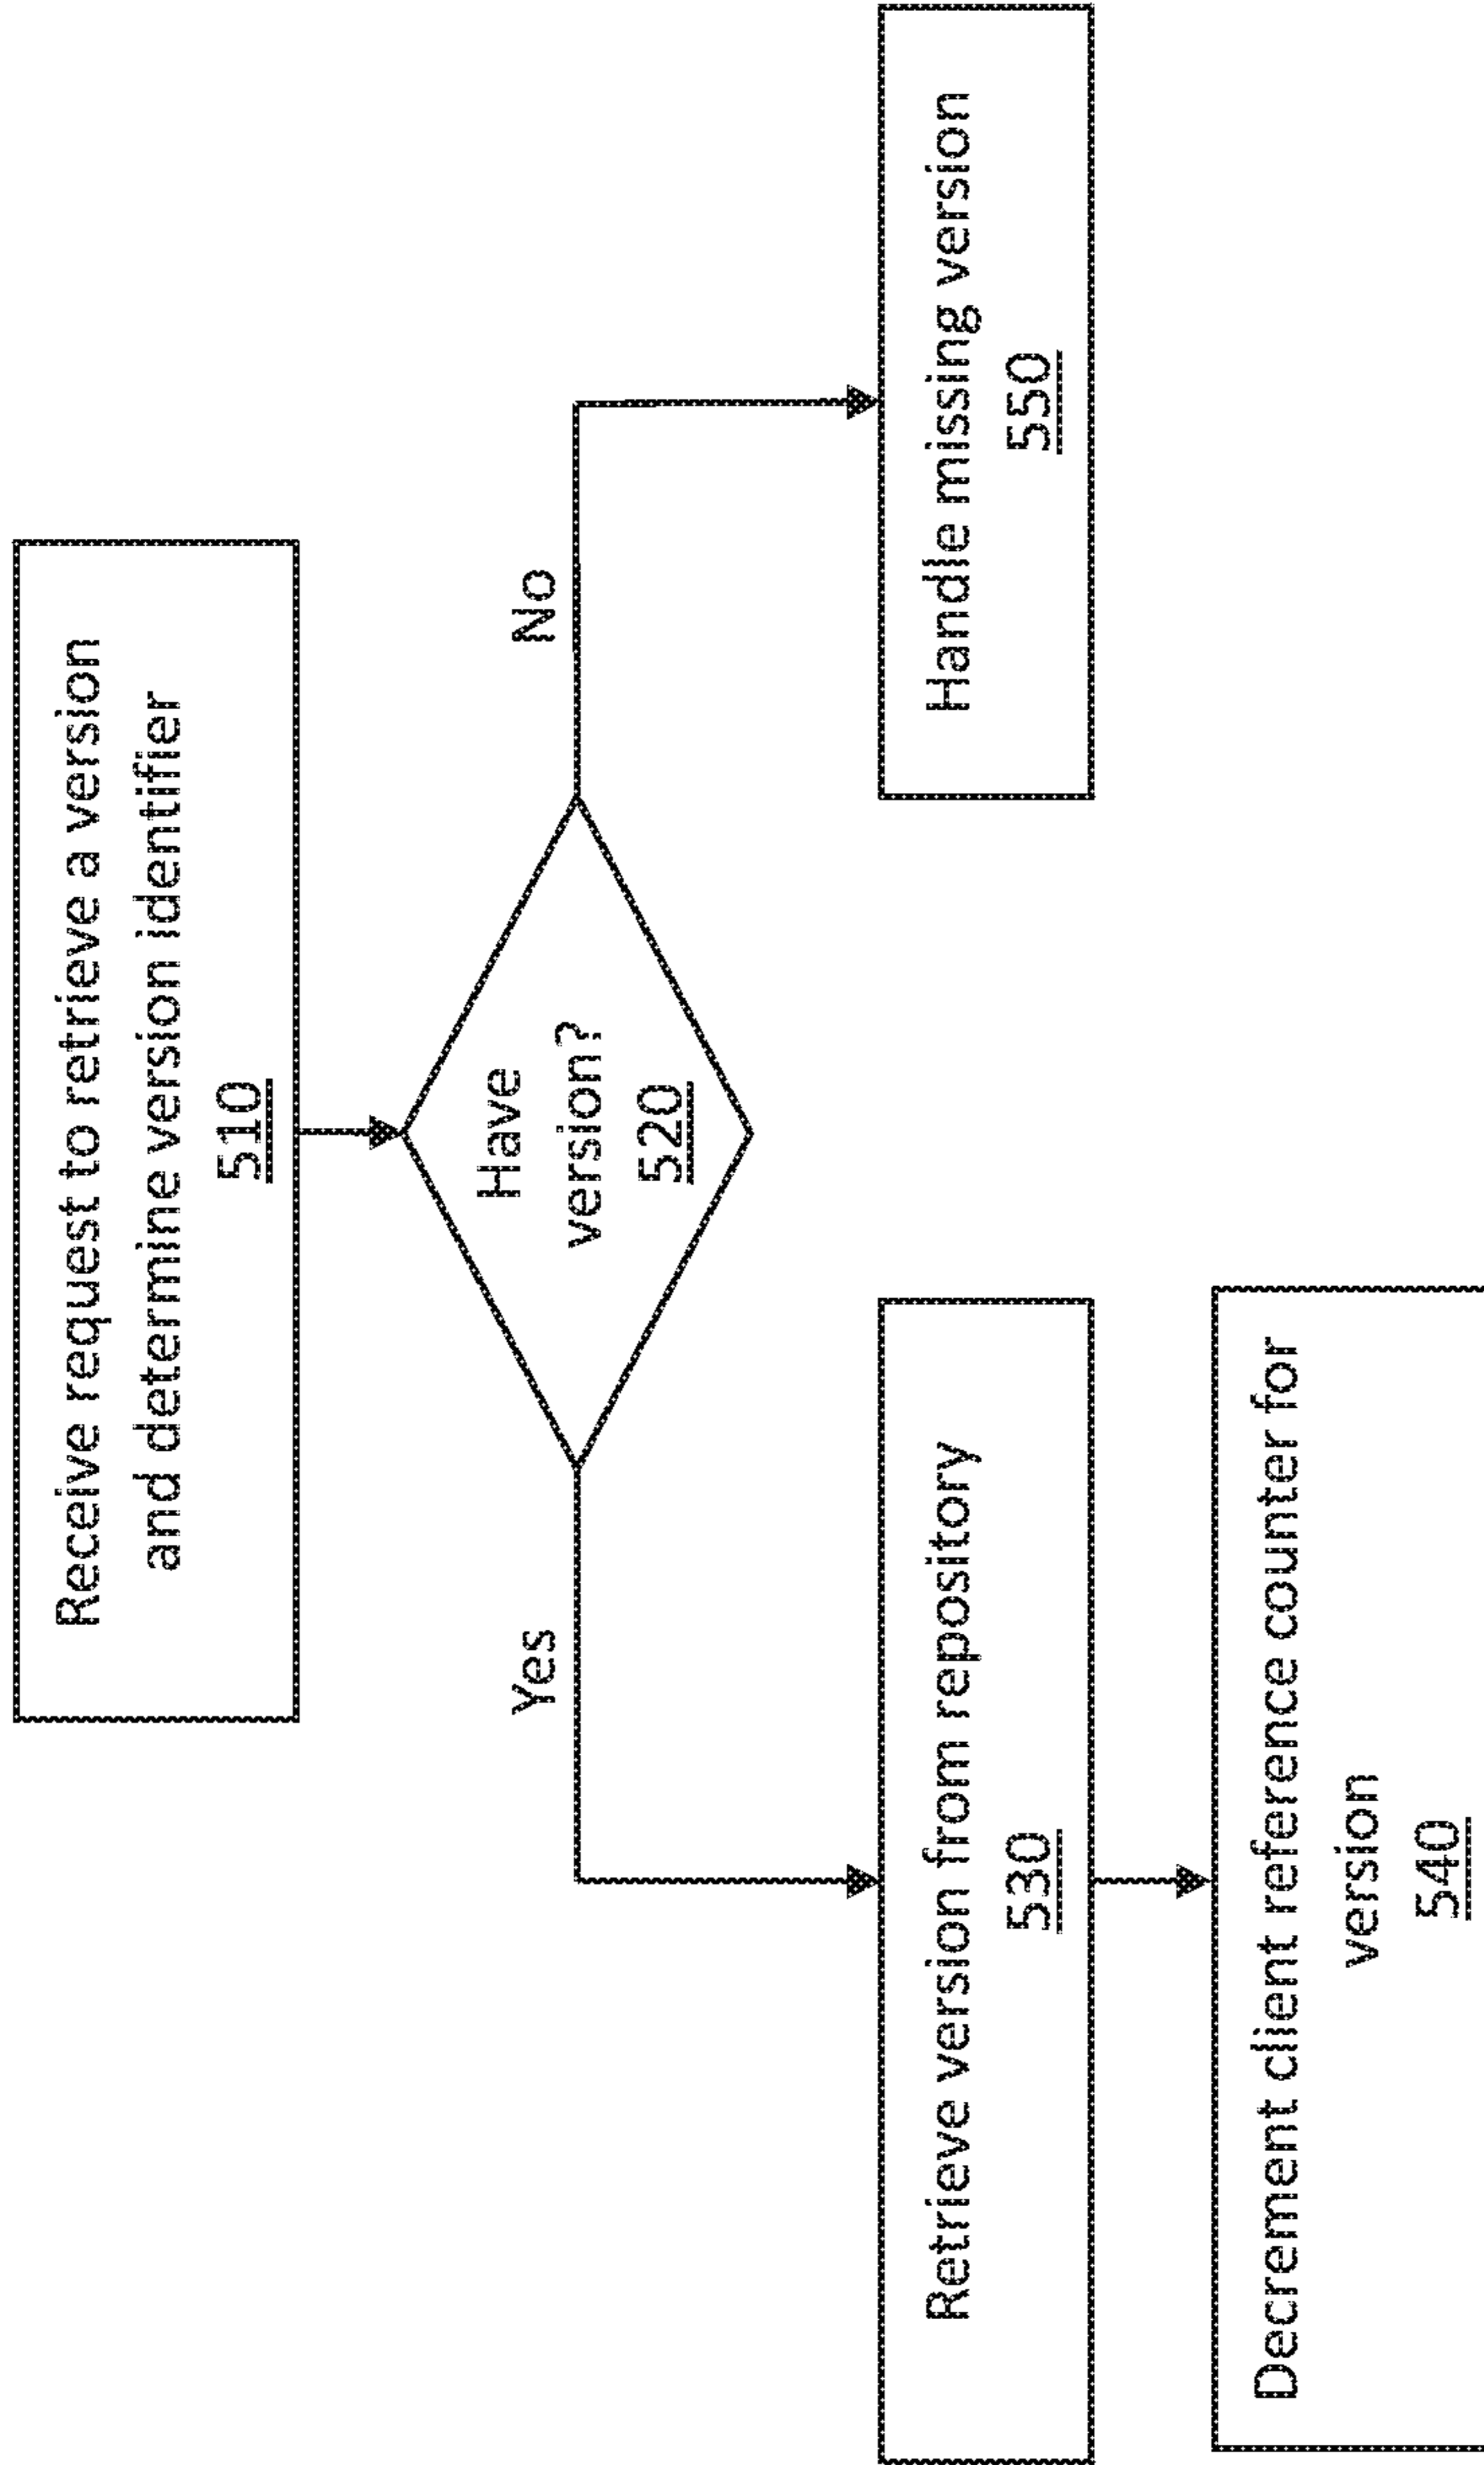 Receive request to retrieve a version
and determine version identifier
510
Have
version?
520
Yes
No
Retrieve version from repository
530
Handle missing version
550
Decrement client reference counter for
version
540